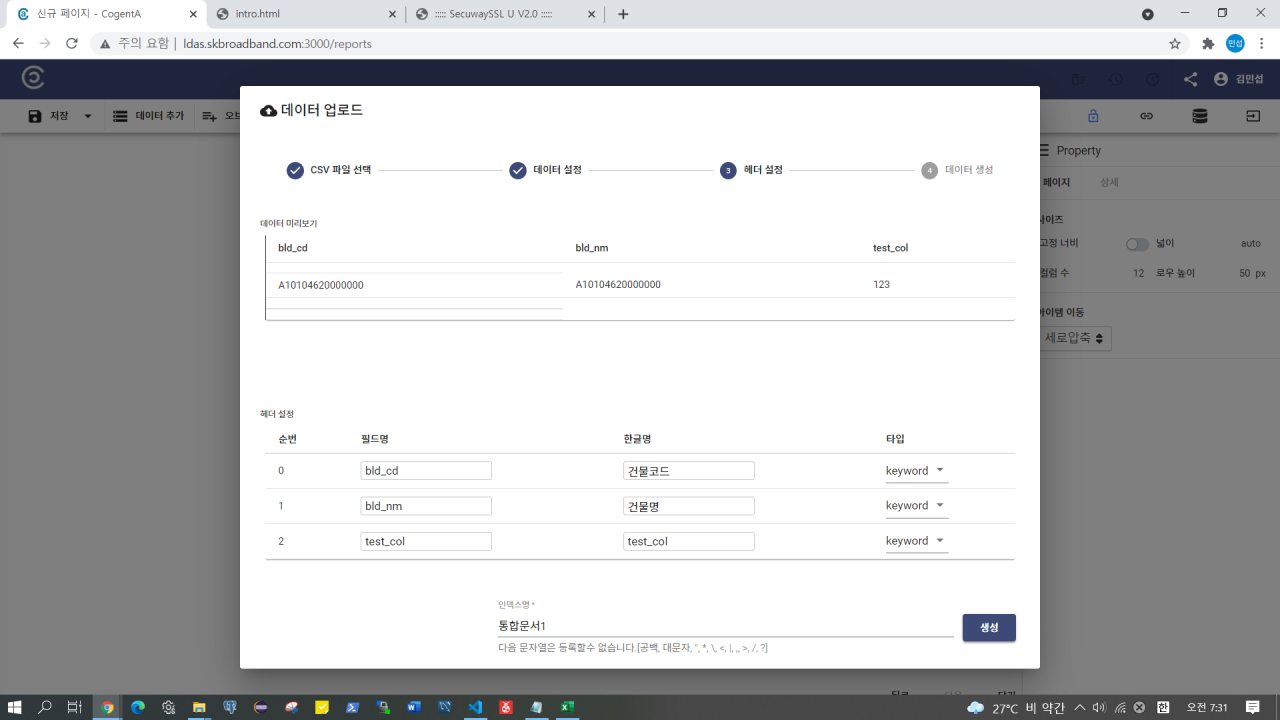 신규 페이지 - CogentA
intro.html
::::: SecuwaySSL U V2.0 :::::
주의 요함 | ldas.skbroadband.com:3000/reports
민섭
김민섭
저장
데이터 추가
오브
데이터 업로드
CSV 파일 선택
데이터 설정
3 헤더 설정
4 데이터 생성
Property
페이지
상세
사이즈
고정 너비
넓이
auto
컬럼 수
12
로우 높이
50 px
아이템 이동
세로압축
데이터 미리보기
bld_cd
bld_nm
test_col
A10104620000000
A10104620000000
123
헤더 설정
순번
필드명
한글명
타입
0
bld_cd
건물코드
keyword
1
bld_nm
건물명
keyword
2
test_col
test_col
keyword
인덱스명 *
통합문서1
생성
다음 문자열은 등록할수 없습니다.[공백, 대문자, ", *, \, <, |, ,, >, /, ?]
27°C 비 약간
한
오전 7:31